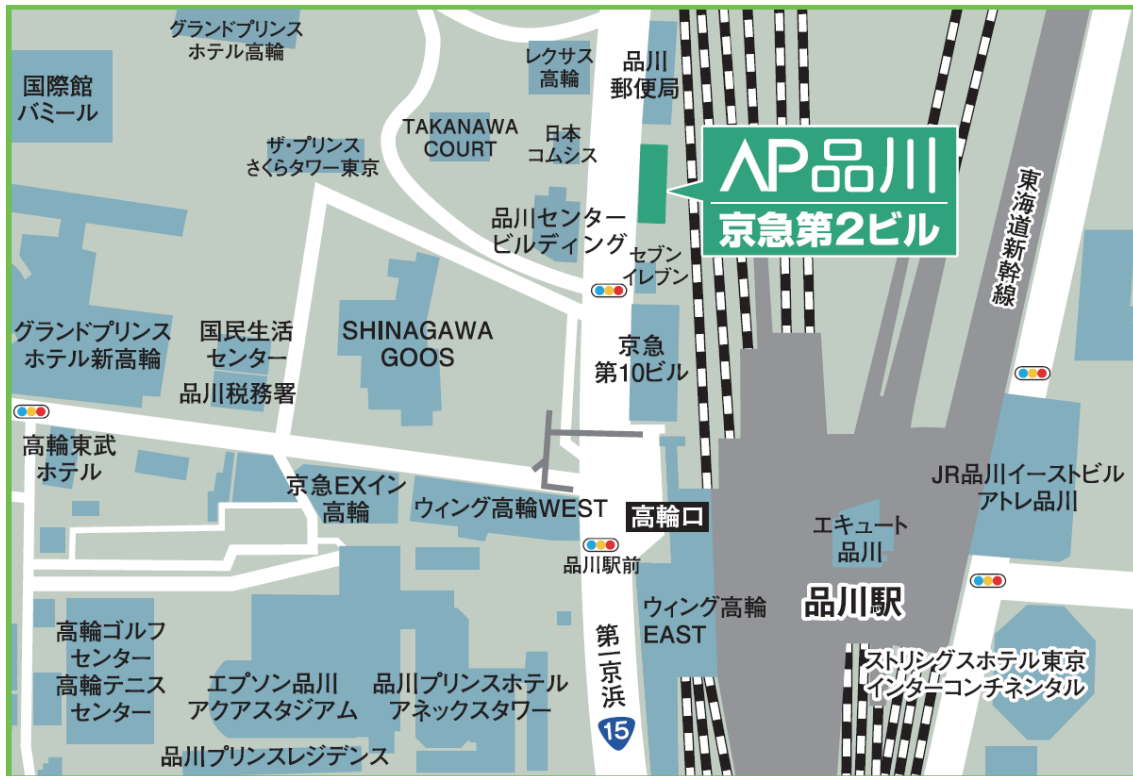 グランドプリンス
ホテル高輪
レクサス
高輪
品川
郵便局
国際館
バミール
TAKANAWA
COURT
日本
コムシス
ザ・プリンス
さくらタワー東京
AP品川
京急第2ビル
東海道新幹線
品川センター
ビルディング
セブン
イレブン
グランドプリンス
ホテル新高輪
国民生活
センター
品川税務署
SHINAGAWA
GOOS
京急
第10ビル
高輪東武
ホテル
京急EXイン
高輪
ウィング高輪WEST
高輪口
JR品川イーストビル
アトレ品川
エキュート
品川
品川駅前
品川駅
ウィング高輪
EAST
第一京浜
15
高輪ゴルフ
センター
高輪テニス
センター
エプソン品川
アクアスタジアム
品川プリンスホテル
アネックスタワー
ストリングスホテル東京
インターコンチネンタル
品川プリンスレジデンス